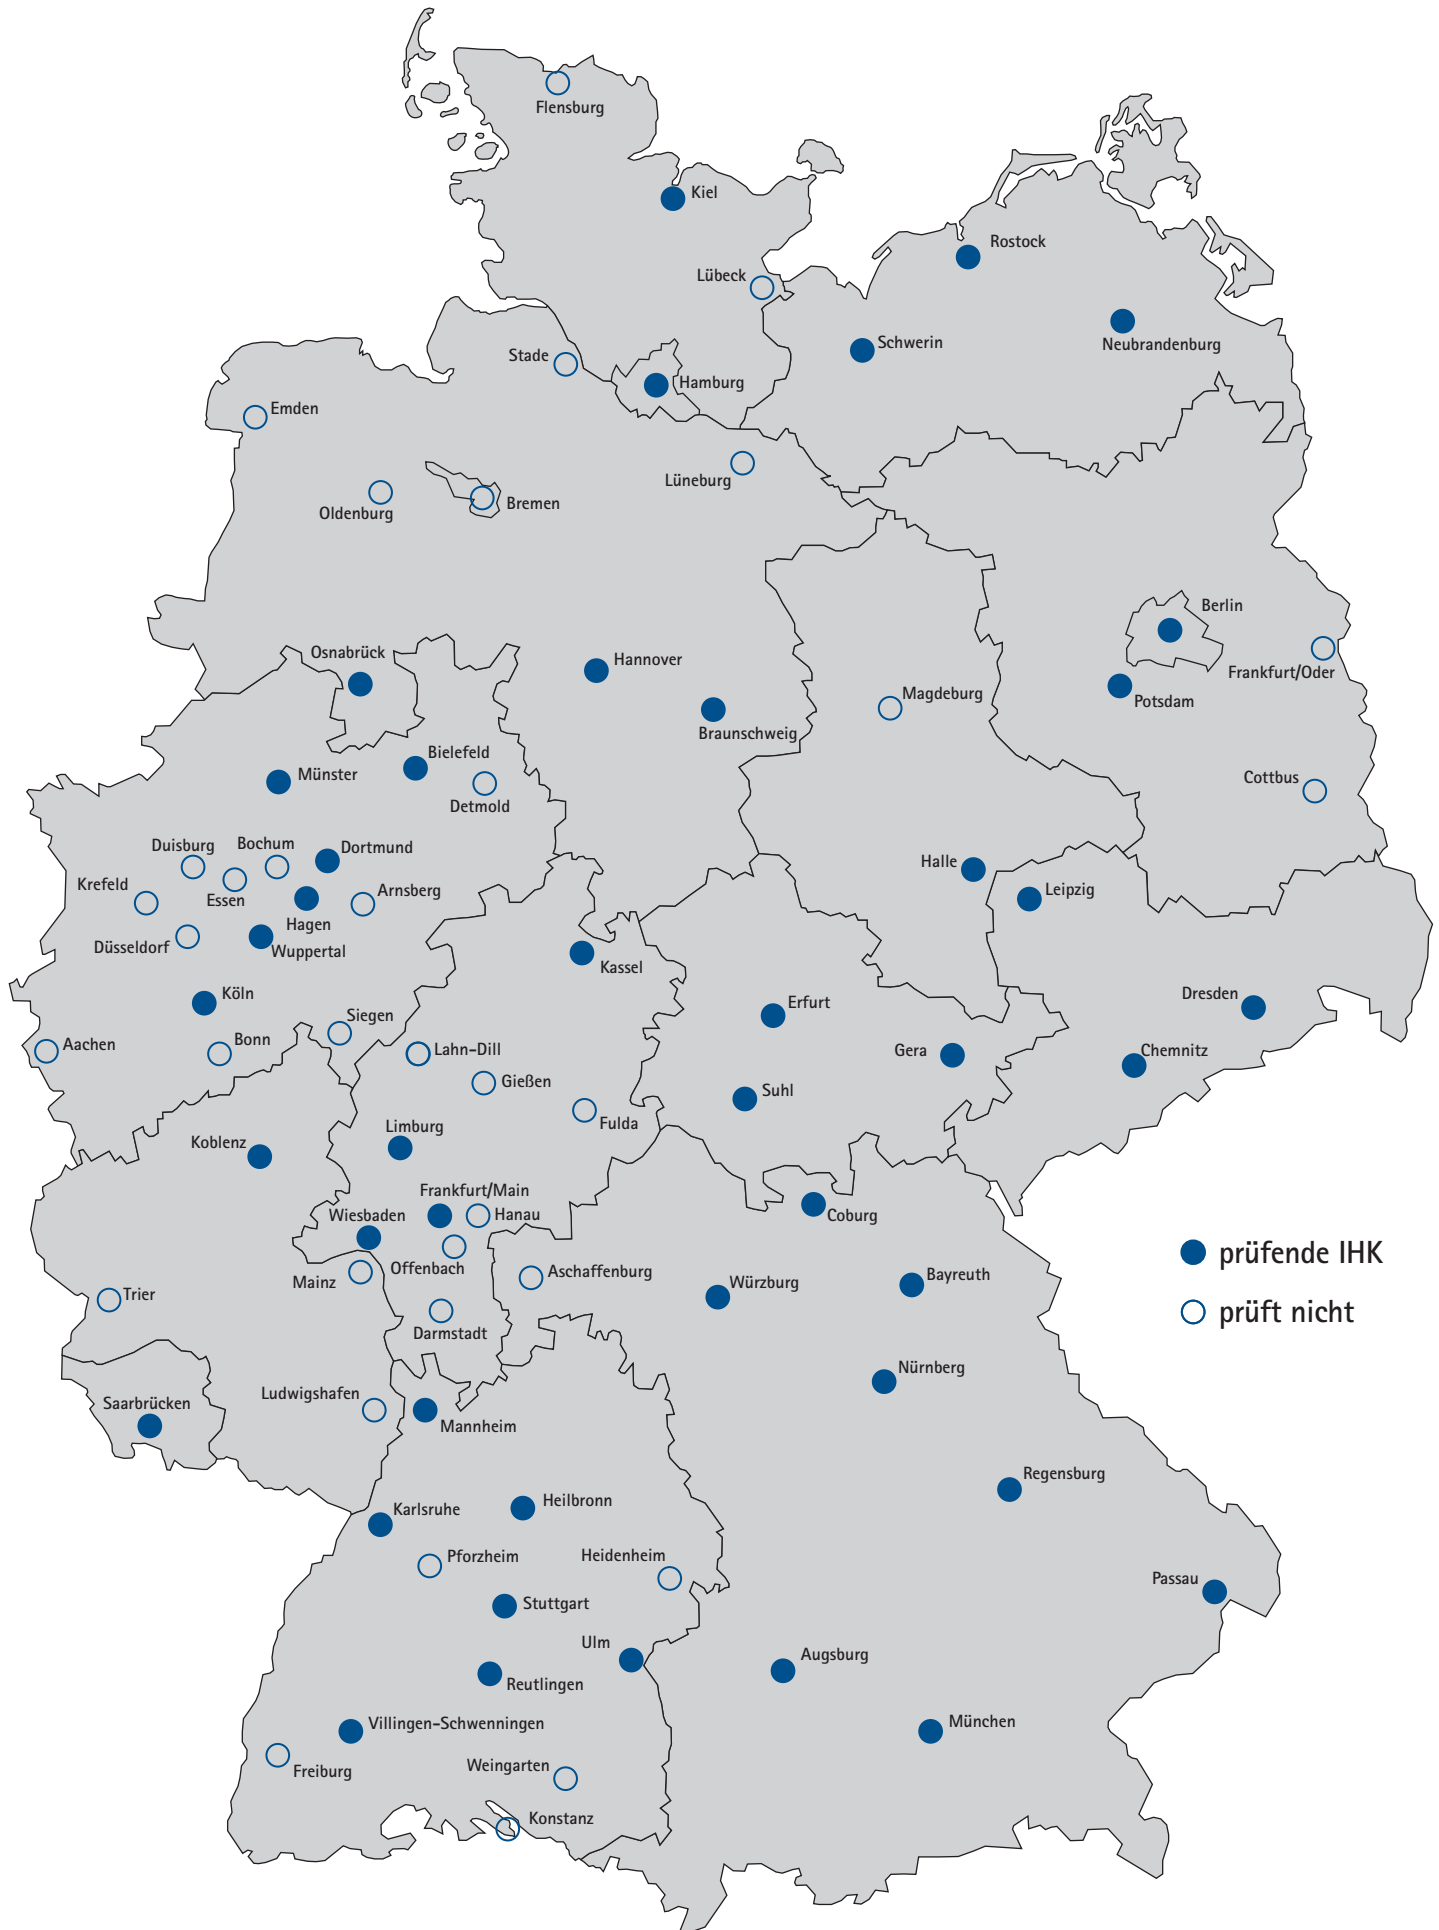 Flensburg
Kiel
Rostock
Lübeck
Neubrandenburg
Schwerin
Stade
Hamburg
Emden
Lüneburg
Oldenburg
Bremen
Berlin
Osnabrück
Hannover
Frankfurt/Oder
Magdeburg
Potsdam
Braunschweig
Bielefeld
Münster
Cottbus
Detmold
Duisburg
Bochum
Dortmund
Halle
Krefeld
Arnsberg
Leipzig
Essen
Hagen
Düsseldorf
Wuppertal
Kassel
Köln
Dresden
Erfurt
Siegen
Bonn
Aachen
Lahn-Dill
Gera
Chemnitz
Gießen
Suhl
Fulda
Limburg
Koblenz
Frankfurt/Main
Wiesbaden
Hanau
Coburg
prüfende IHK
Offenbach
Aschaffenburg
Mainz
Würzburg
Bayreuth
Trier
prüft nicht
Darmstadt
Nürnberg
Ludwigshafen
Saarbrücken
Mannheim
Regensburg
Heilbronn
Karlsruhe
Pforzheim
Heidenheim
Passau
Stuttgart
Ulm
Augsburg
Reutlingen
Villingen-Schwenningen
München
Weingarten
Freiburg
Konstanz